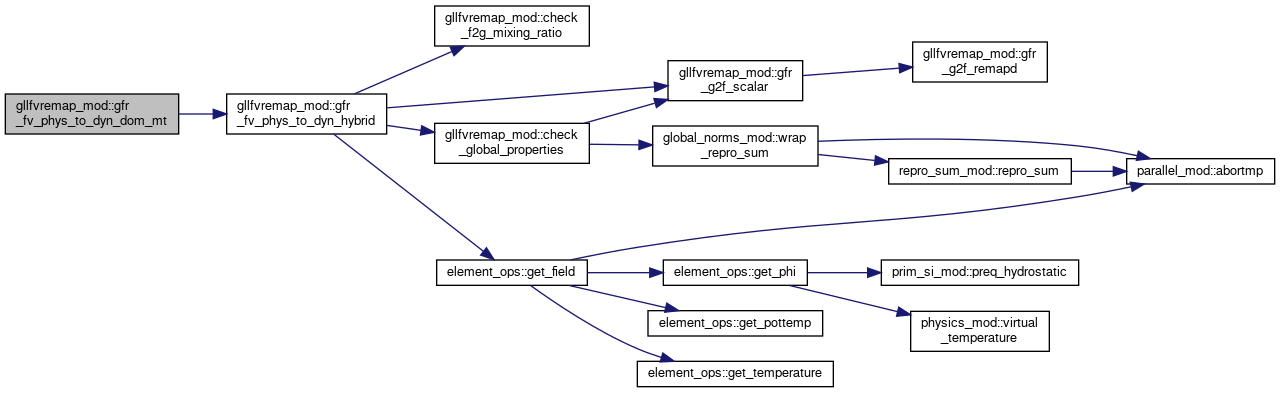 gllfvremap_mod::gfr
_fv_phys_to_dyn_dom_mt
gllfvremap_mod::gfr
_fv_phys_to_dyn_hybrid
gllfvremap_mod::check
_f2g_mixing_ratio
gllfvremap_mod::check
_global_properties
element_ops::get_field
gllfvremap_mod::gfr
_g2f_scalar
global_norms_mod::wrap
_repro_sum
element_ops::get_phi
element_ops::get_pottemp
element_ops::get_temperature
gllfvremap_mod::gfr
_g2f_remapd
repro_sum_mod::repro_sum
prim_si_mod::preq_hydrostatic
physics_mod::virtual
_temperature
parallel_mod::abortmp